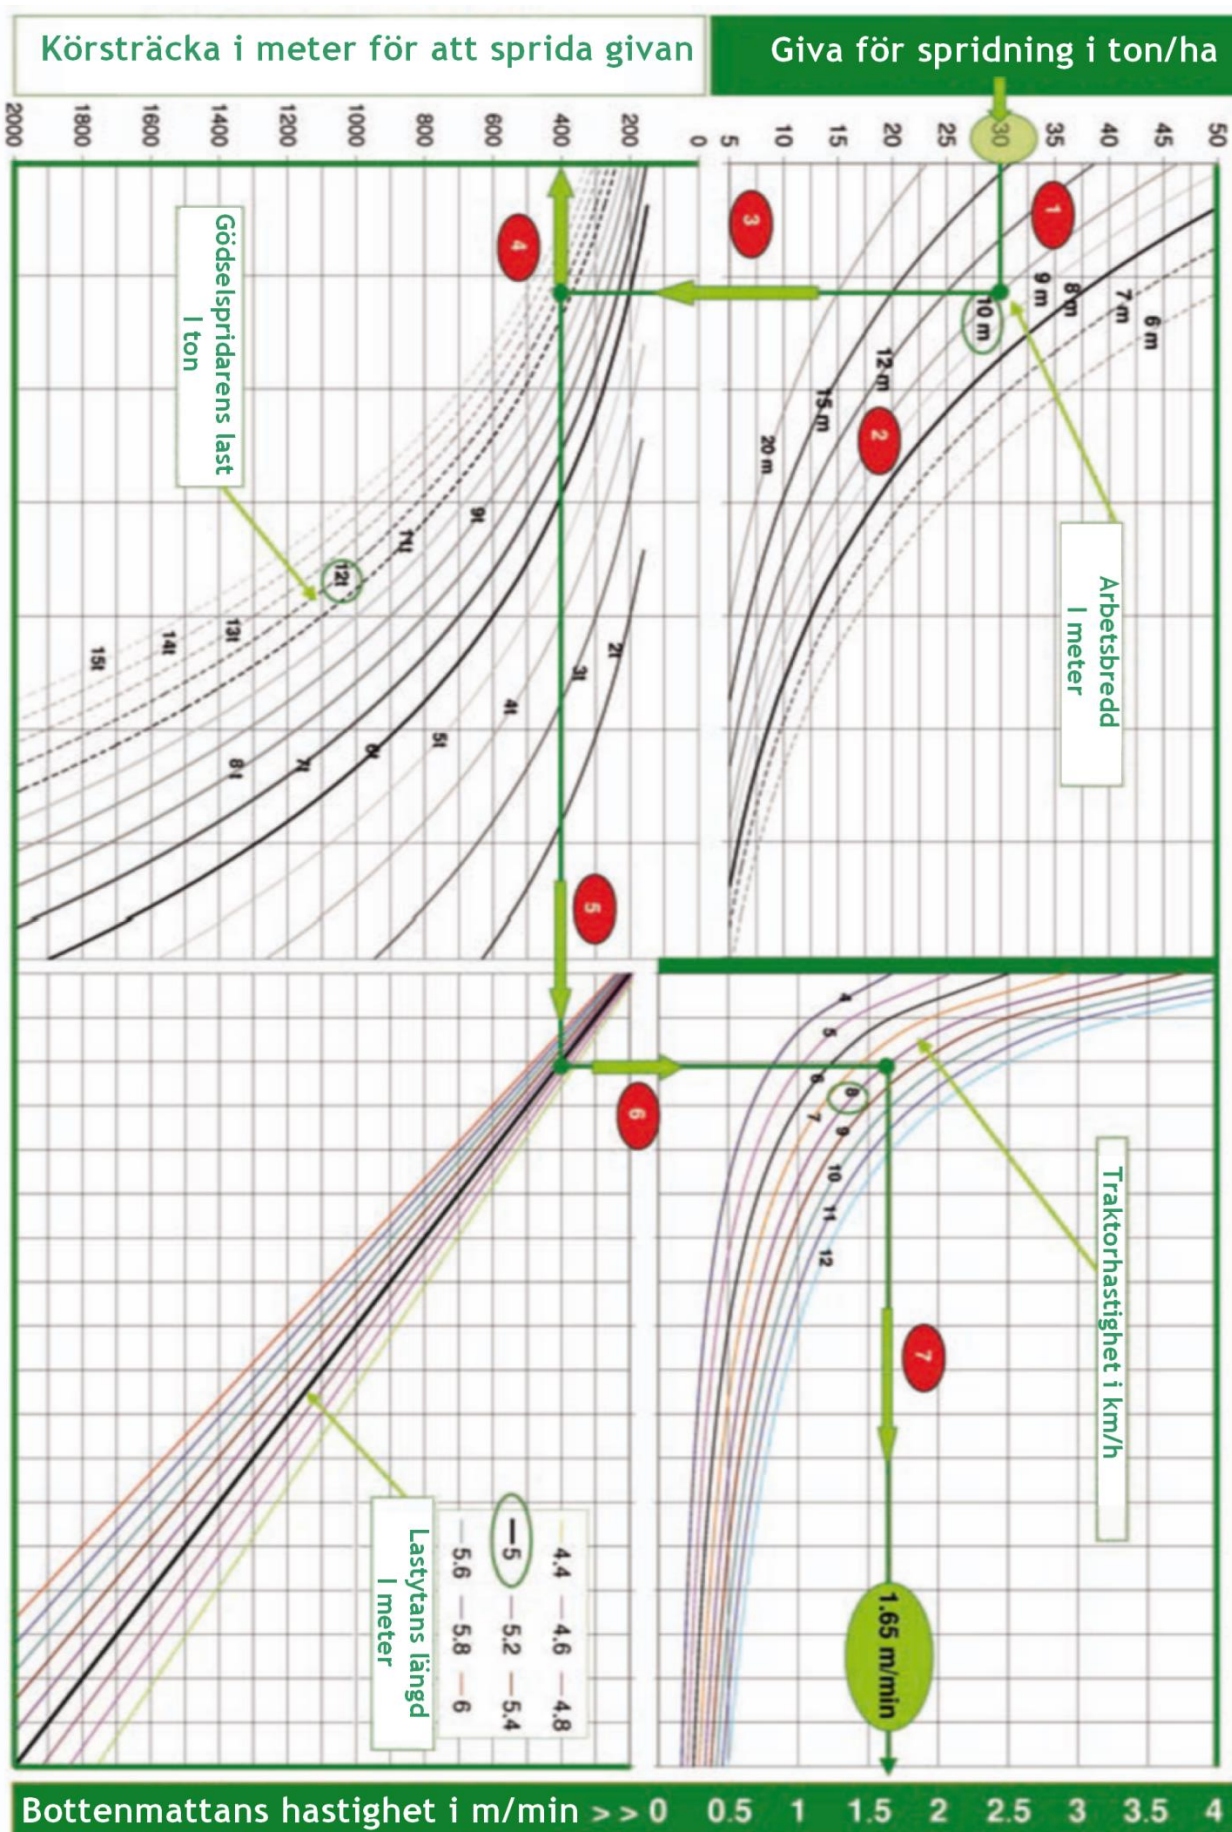 Körsträcka i meter för att sprida givan
Giva för spridning i ton/ha
2000
1800
1600
1400
1200
1000
800
600
400
200
0
5
10
15
20
25
30
35
40
45
50
1
2
3
4
6 m
7 m
8 m
9 m
10 m
12 m
15 m
20 m
Gödselspridarens last
I ton
Arbetsbredd
I meter
2t
3t
4t
5t
6t
7t
8t
9t
11t
12t
13t
14t
15t
5
6
4
5
6
7
8
9
10
11
12
Traktorhastighet i km/h
7
Lastytans längd
I meter
4.4 4.6 4.8
5 5.2 5.4
5.6 5.8 6
1.65 m/min
Bottenmattans hastighet i m/min >> 0 0.5 1 1.5 2 2.5 3 3.5 4